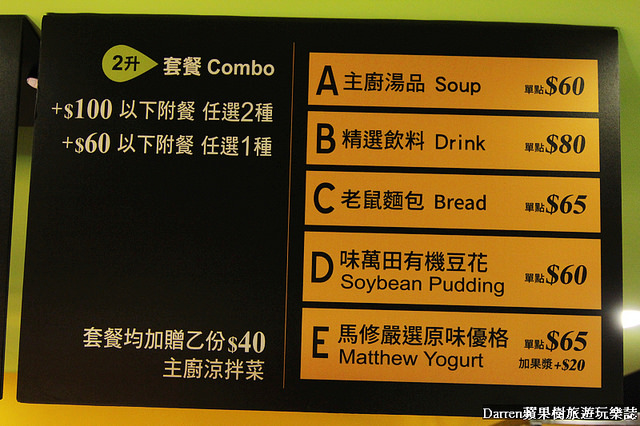 2升 套餐 Combo
+$100 以下附餐 任選2種
+$60 以下附餐 任選1種
套餐均加贈乙份$40
主廚涼拌菜
A 主廚湯品 Soup 單點$60
B 精選飲料 Drink 單點$80
C 老鼠麵包 Bread 單點$65
D 味萬田有機豆花 單點$60
Soybean Pudding
E 馬修嚴選原味優格 單點$65
Matthew Yogurt 加果漿+$20
Darren蘋果樹旅遊玩樂誌